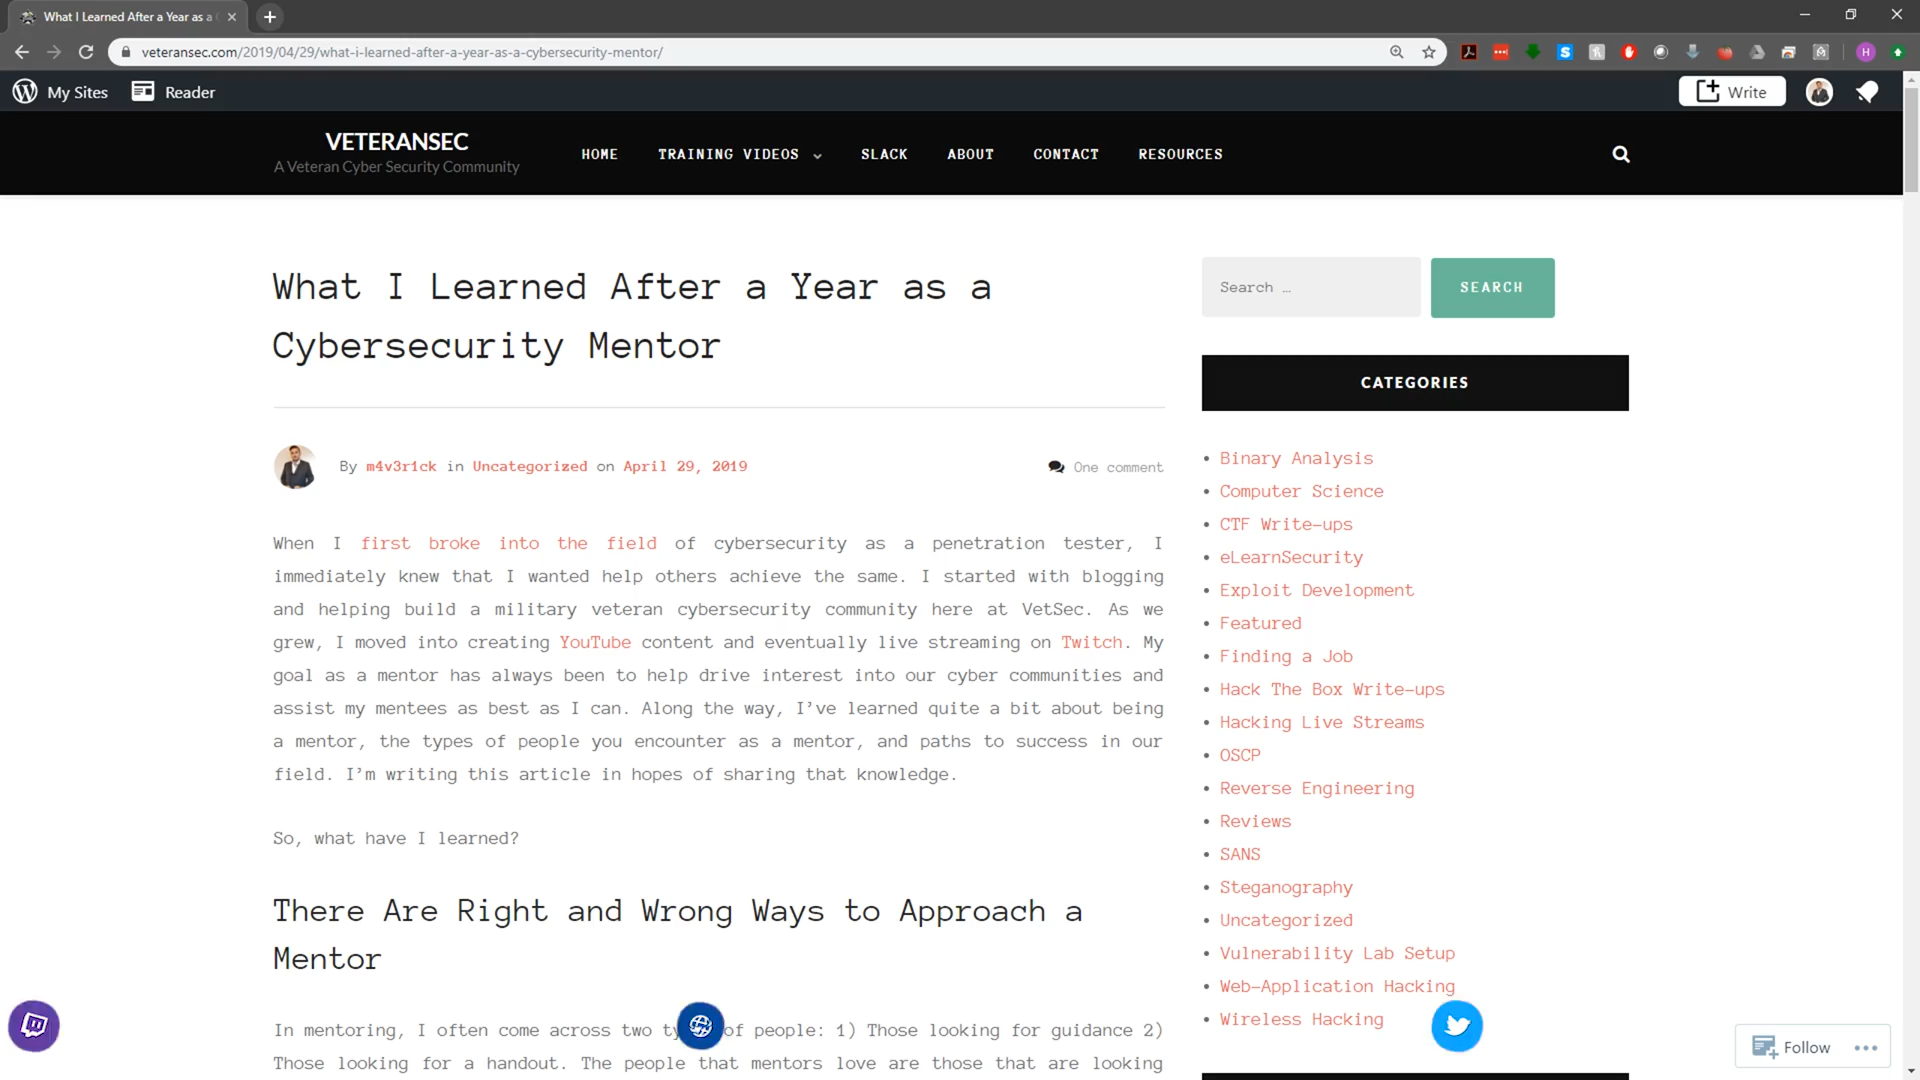 What I Learned After a Year as a
veteransec.com/2019/04/29/what-i-learned-after-a-year-as-a-cybersecurity-mentor/
H
My Sites
Reader
Write
VETERANSEC
A Veteran Cyber Security Community
HOME
TRAINING VIDEOS
SLACK
ABOUT
CONTACT
RESOURCES
What I Learned After a Year as a
Cybersecurity Mentor
By m4v3r1ck in Uncategorized on April 29, 2019
One comment
When I first broke into the field of cybersecurity as a penetration tester, I
immediately knew that I wanted help others achieve the same. I started with blogging
and helping build a military veteran cybersecurity community here at VetSec. As we
grew, I moved into creating YouTube content and eventually live streaming on Twitch. My
goal as a mentor has always been to help drive interest into our cyber communities and
assist my mentees as best as I can. Along the way, I’ve learned quite a bit about being
a mentor, the types of people you encounter as a mentor, and paths to success in our
field. I’m writing this article in hopes of sharing that knowledge.
So, what have I learned?
There Are Right and Wrong Ways to Approach a
Mentor
In mentoring, I often come across two of people: 1) Those looking for guidance 2)
Those looking for a handout. The people that mentors love are those that are looking
Search …
SEARCH
CATEGORIES
Binary Analysis
Computer Science
CTF Write-ups
eLearnSecurity
Exploit Development
Featured
Finding a Job
Hack The Box Write-ups
Hacking Live Streams
OSCP
Reverse Engineering
Reviews
SANS
Steganography
Uncategorized
Vulnerability Lab Setup
Web-Application Hacking
Wireless Hacking
Follow